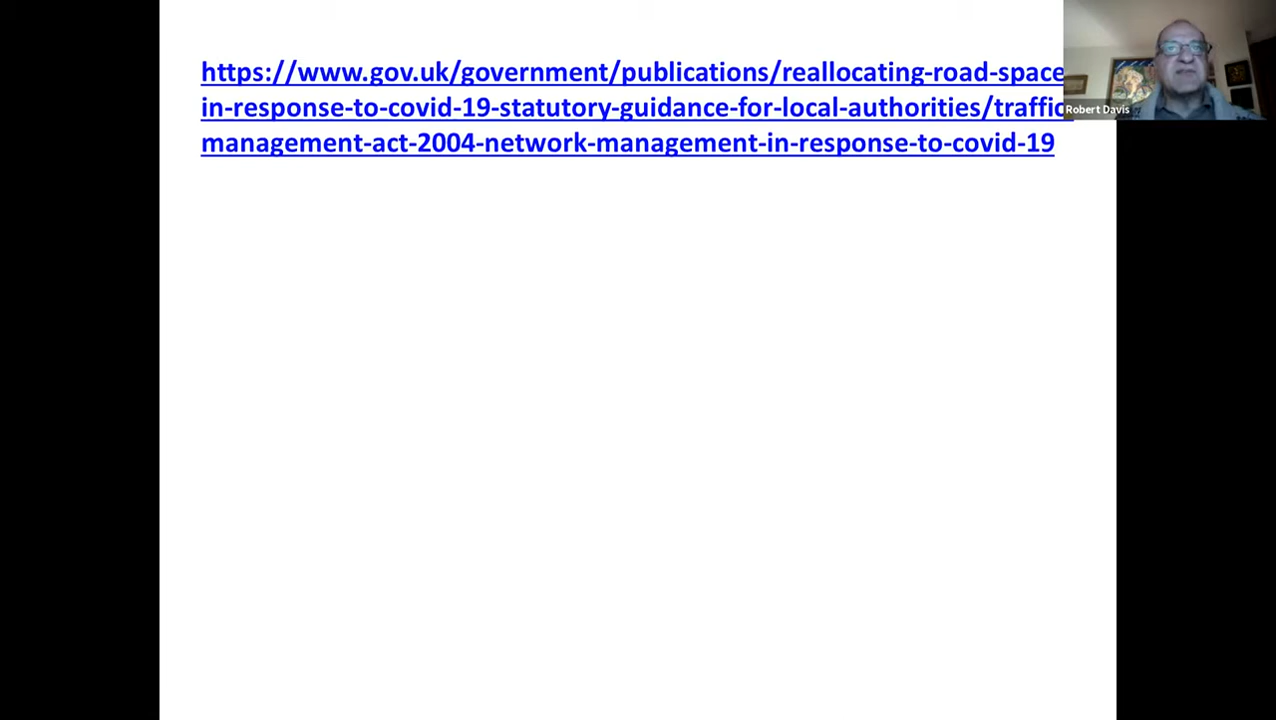 https://www.gov.uk/government/publications/reallocating-road-space
in-response-to-covid-19-statutory-guidance-for-local-authorities/traffic
management-act-2004-network-management-in-response-to-covid-19
Robert Davis